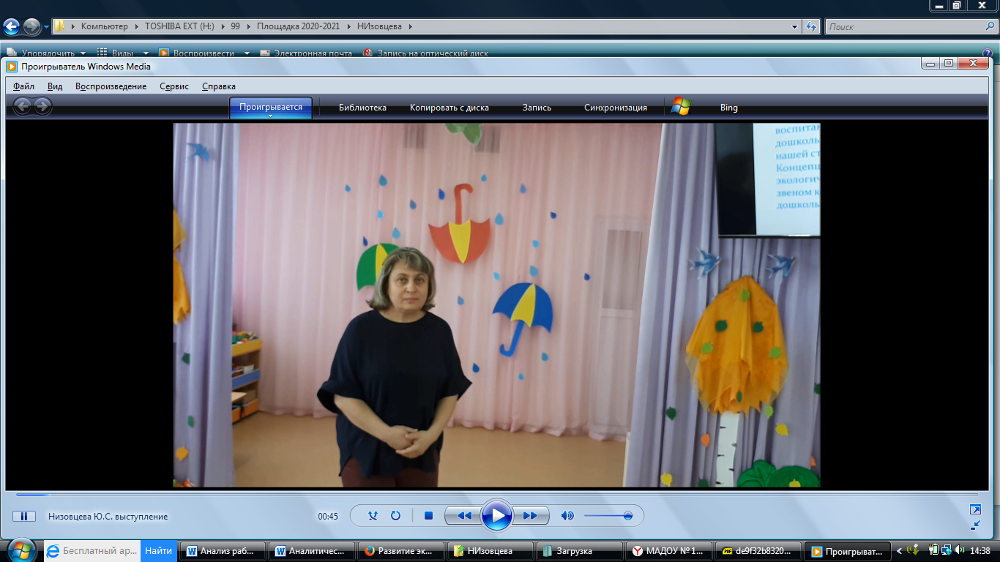 Компьютер TOSHIBA EXT (H:) 99 Площадка 2020-2021 НИзовцева
Поиск
Упорядочить Виды Воспроизвести Электронная почта Запись на оптический диск
Проигрыватель Windows Media
Файл Вид Воспроизведение Сервис Справка
Проигрывается Библиотека Копировать с диска Запись Синхронизация Bing
воспитан
дошколь
нашей ст
Концепц
экологич
звеном к
дошколь
Низовцева Ю.С. выступление 00:45
Бесплатный ар... Найти Анализ раб... Аналитичес... Развитие эк... НИзовцева Загрузка МАДОУ № 1... de9f32b8320... Проигрыват... 14:38